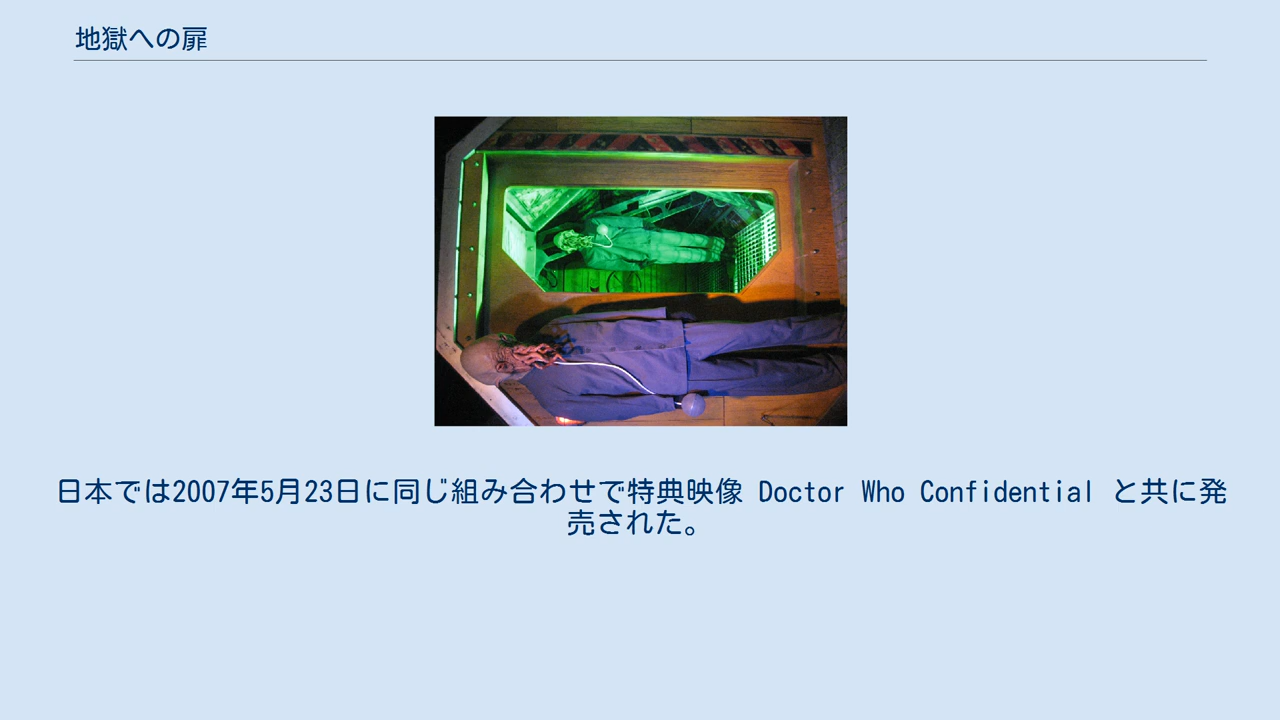 地獄への扉
日本では2007年5月23日に同じ組み合わせで特典映像 Doctor Who Confidential と共に発
売された。